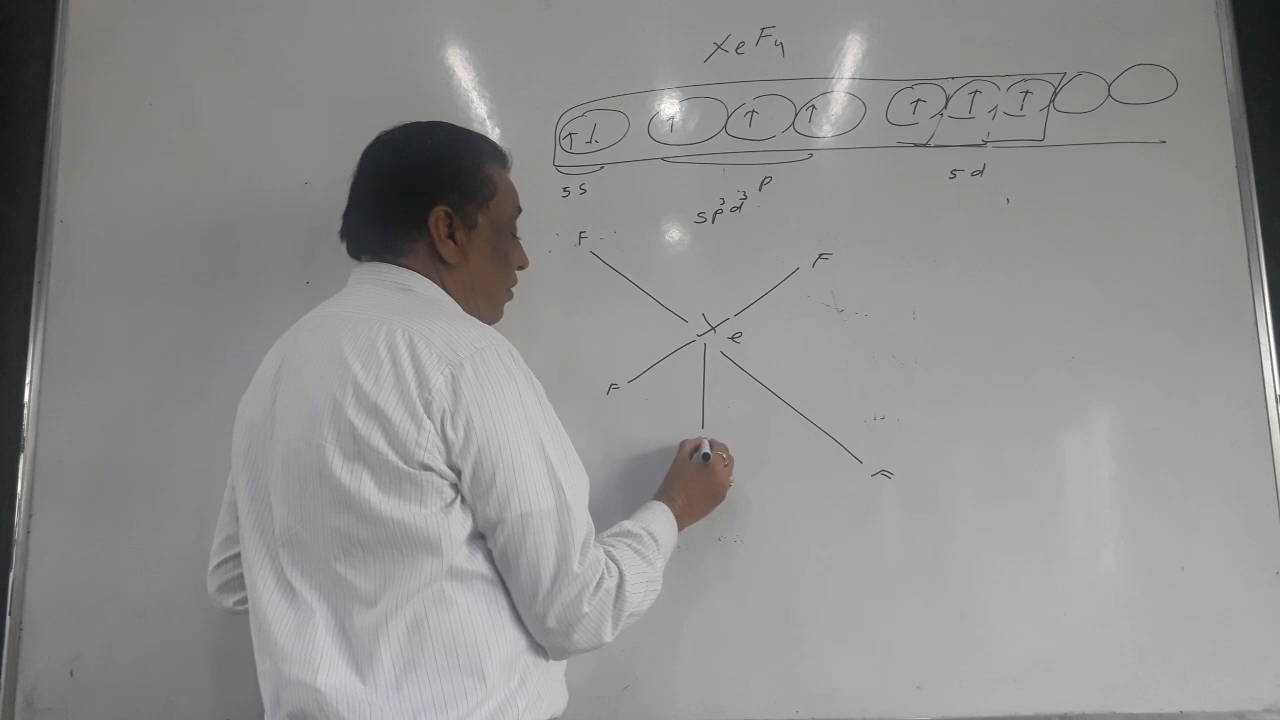 XeF4
↑↓ ↑ ↑ ↑ ↑ ↑ ↑
5s p 5d
sp³d³
F F
Xe
F
F